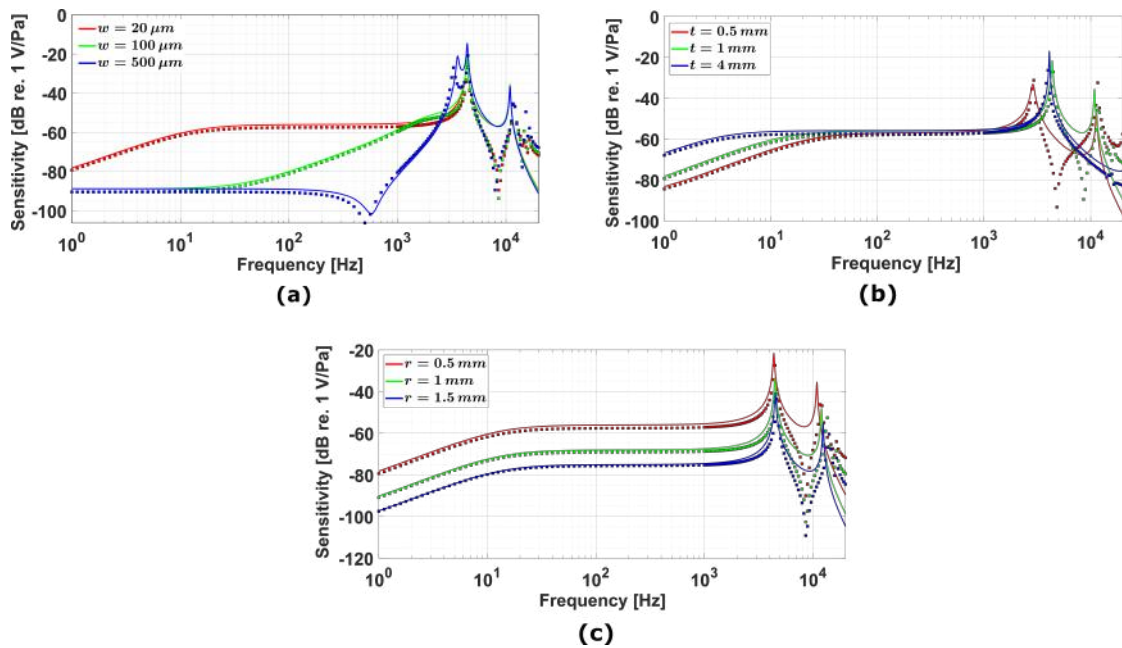 Sensitivity [dB re. 1 V/Pa]
0
-20
-40
-60
-80
-100
w = 20 μm
w = 100 μm
w = 500 μm
10^0 10^1 10^2 10^3 10^4
Frequency [Hz]
(a)
Sensitivity [dB re. 1 V/Pa]
0
-20
-40
-60
-80
-100
t = 0.5 mm
t = 1 mm
t = 4 mm
10^0 10^1 10^2 10^3 10^4
Frequency [Hz]
(b)
Sensitivity [dB re. 1 V/Pa]
-20
-40
-60
-80
-100
-120
r = 0.5 mm
r = 1 mm
r = 1.5 mm
10^0 10^1 10^2 10^3 10^4
Frequency [Hz]
(c)